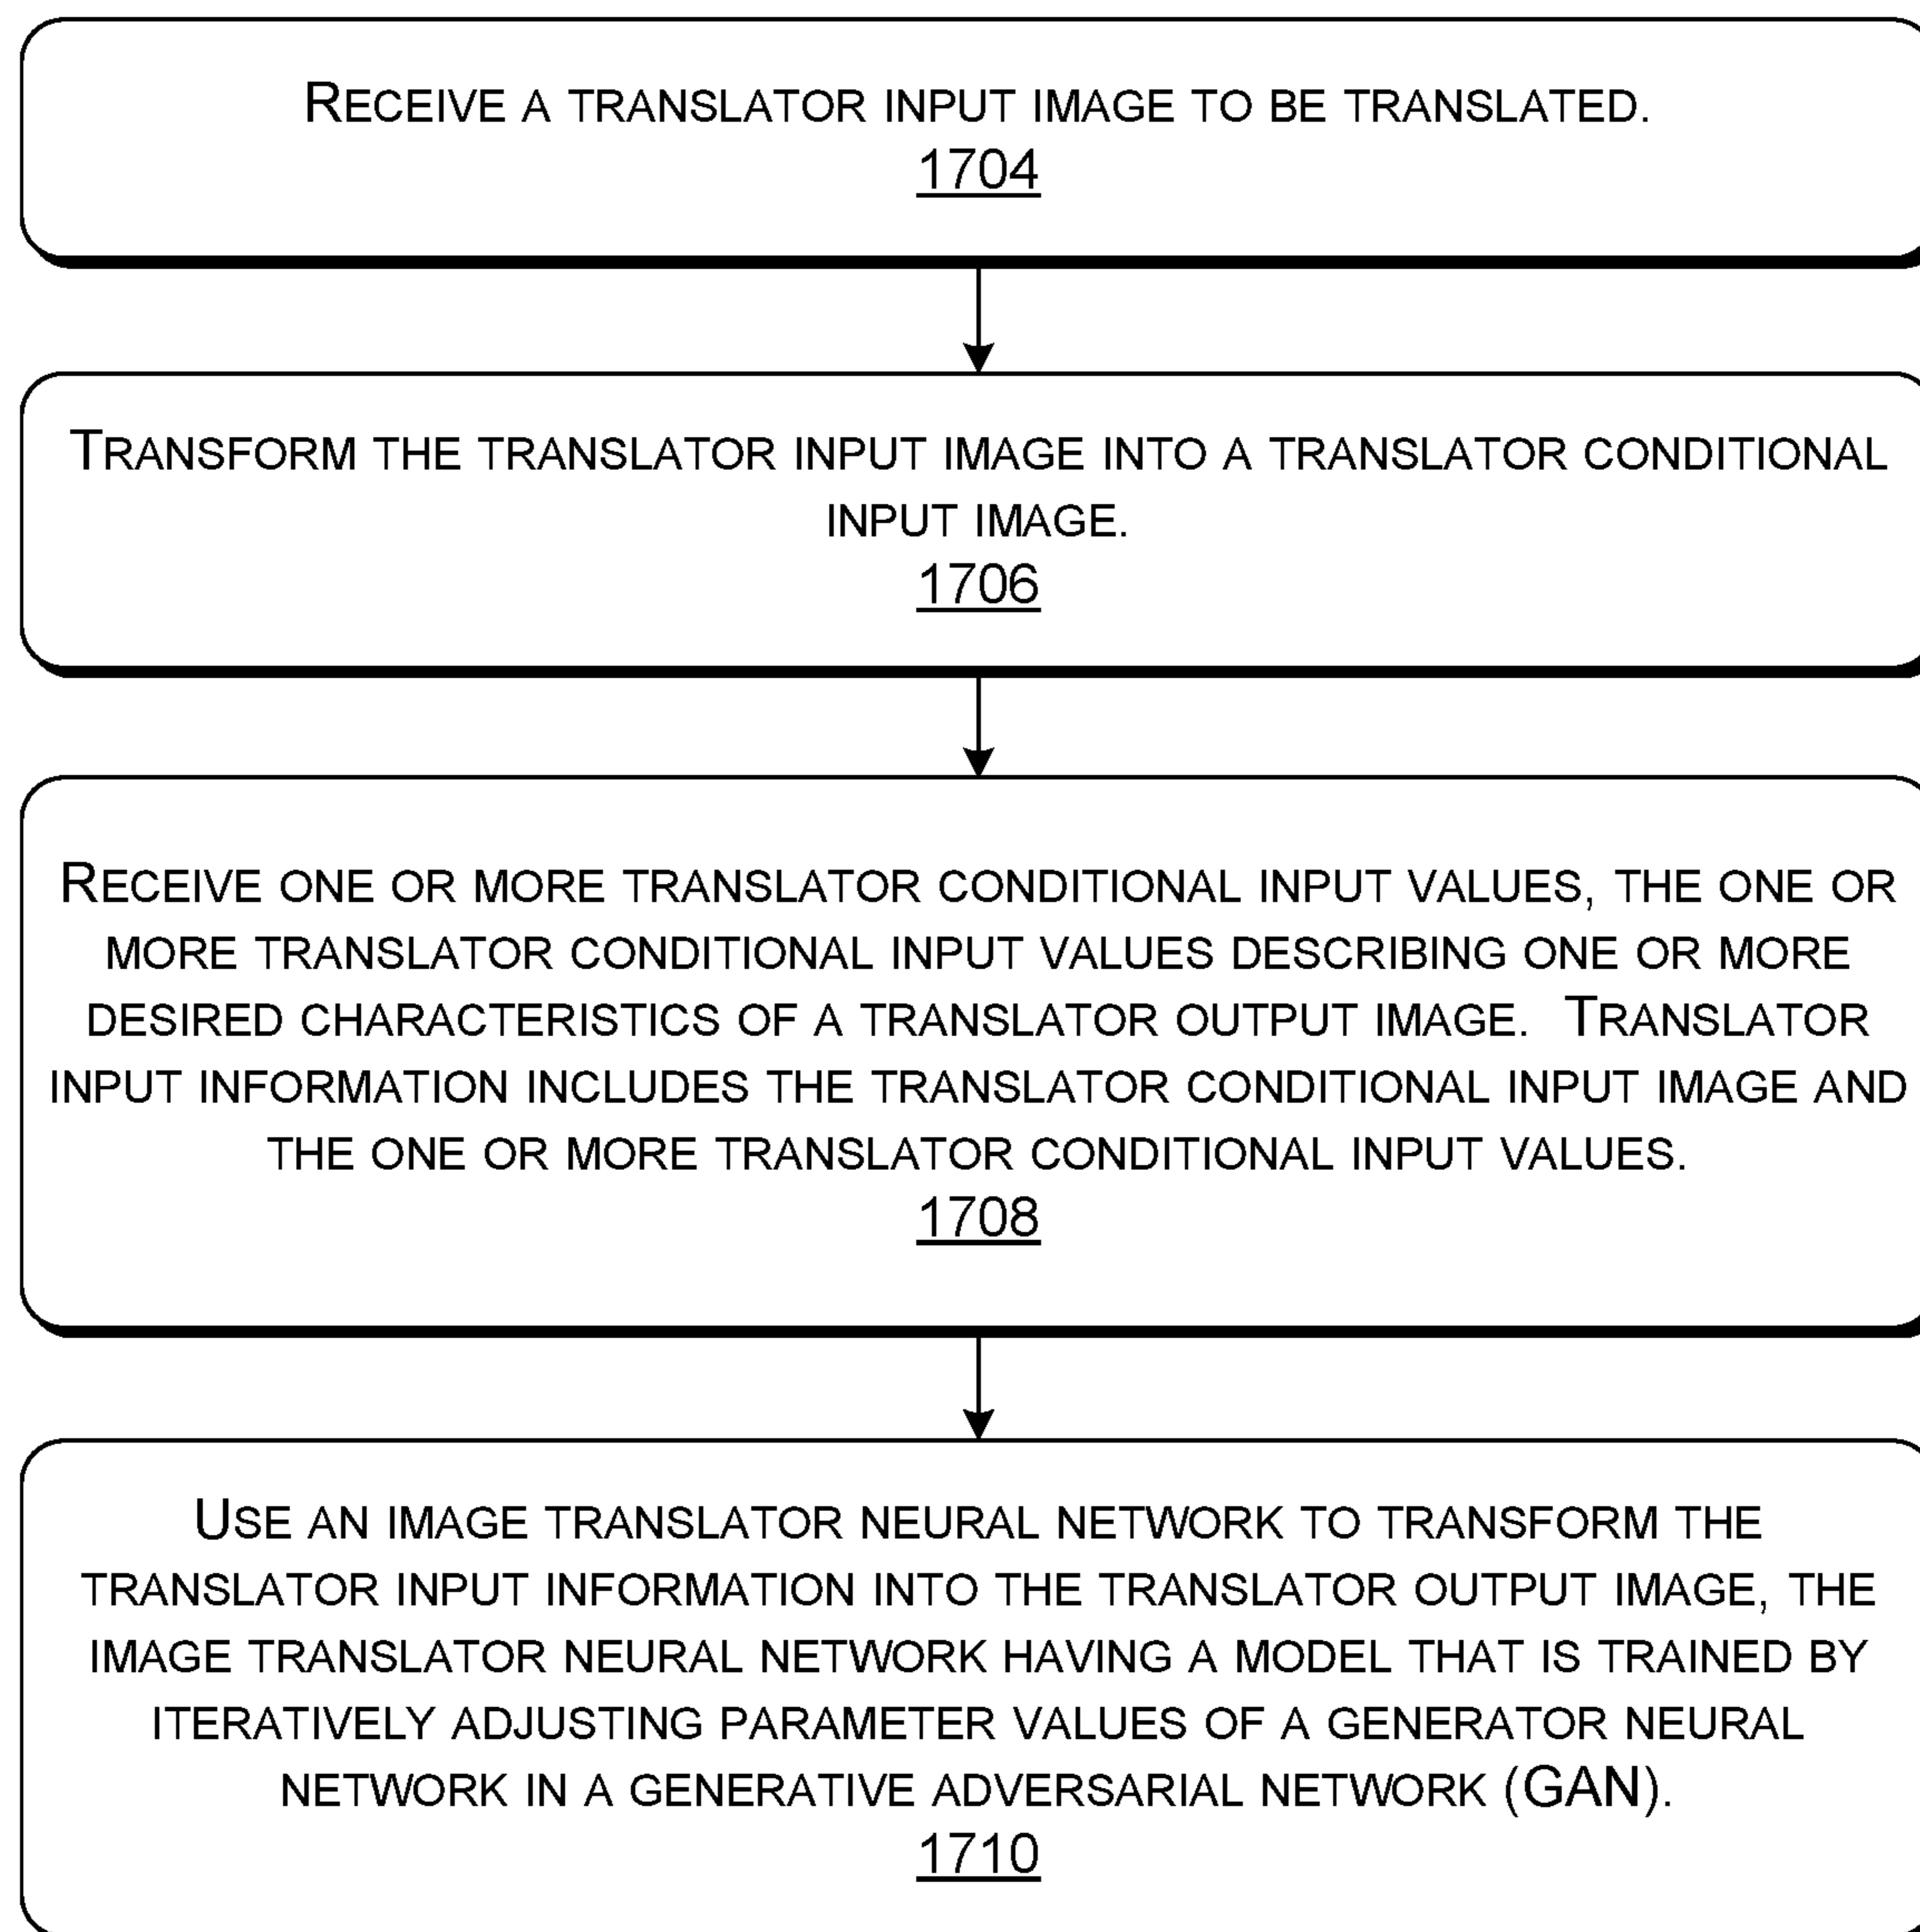 RECEIVE A TRANSLATOR INPUT IMAGE TO BE TRANSLATED.
1704
TRANSFORM THE TRANSLATOR INPUT IMAGE INTO A TRANSLATOR CONDITIONAL
INPUT IMAGE.
1706
RECEIVE ONE OR MORE TRANSLATOR CONDITIONAL INPUT VALUES, THE ONE OR
MORE TRANSLATOR CONDITIONAL INPUT VALUES DESCRIBING ONE OR MORE
DESIRED CHARACTERISTICS OF A TRANSLATOR OUTPUT IMAGE. TRANSLATOR
INPUT INFORMATION INCLUDES THE TRANSLATOR CONDITIONAL INPUT IMAGE AND
THE ONE OR MORE TRANSLATOR CONDITIONAL INPUT VALUES.
1708
USE AN IMAGE TRANSLATOR NEURAL NETWORK TO TRANSFORM THE
TRANSLATOR INPUT INFORMATION INTO THE TRANSLATOR OUTPUT IMAGE, THE
IMAGE TRANSLATOR NEURAL NETWORK HAVING A MODEL THAT IS TRAINED BY
ITERATIVELY ADJUSTING PARAMETER VALUES OF A GENERATOR NEURAL
NETWORK IN A GENERATIVE ADVERSARIAL NETWORK (GAN).
1710